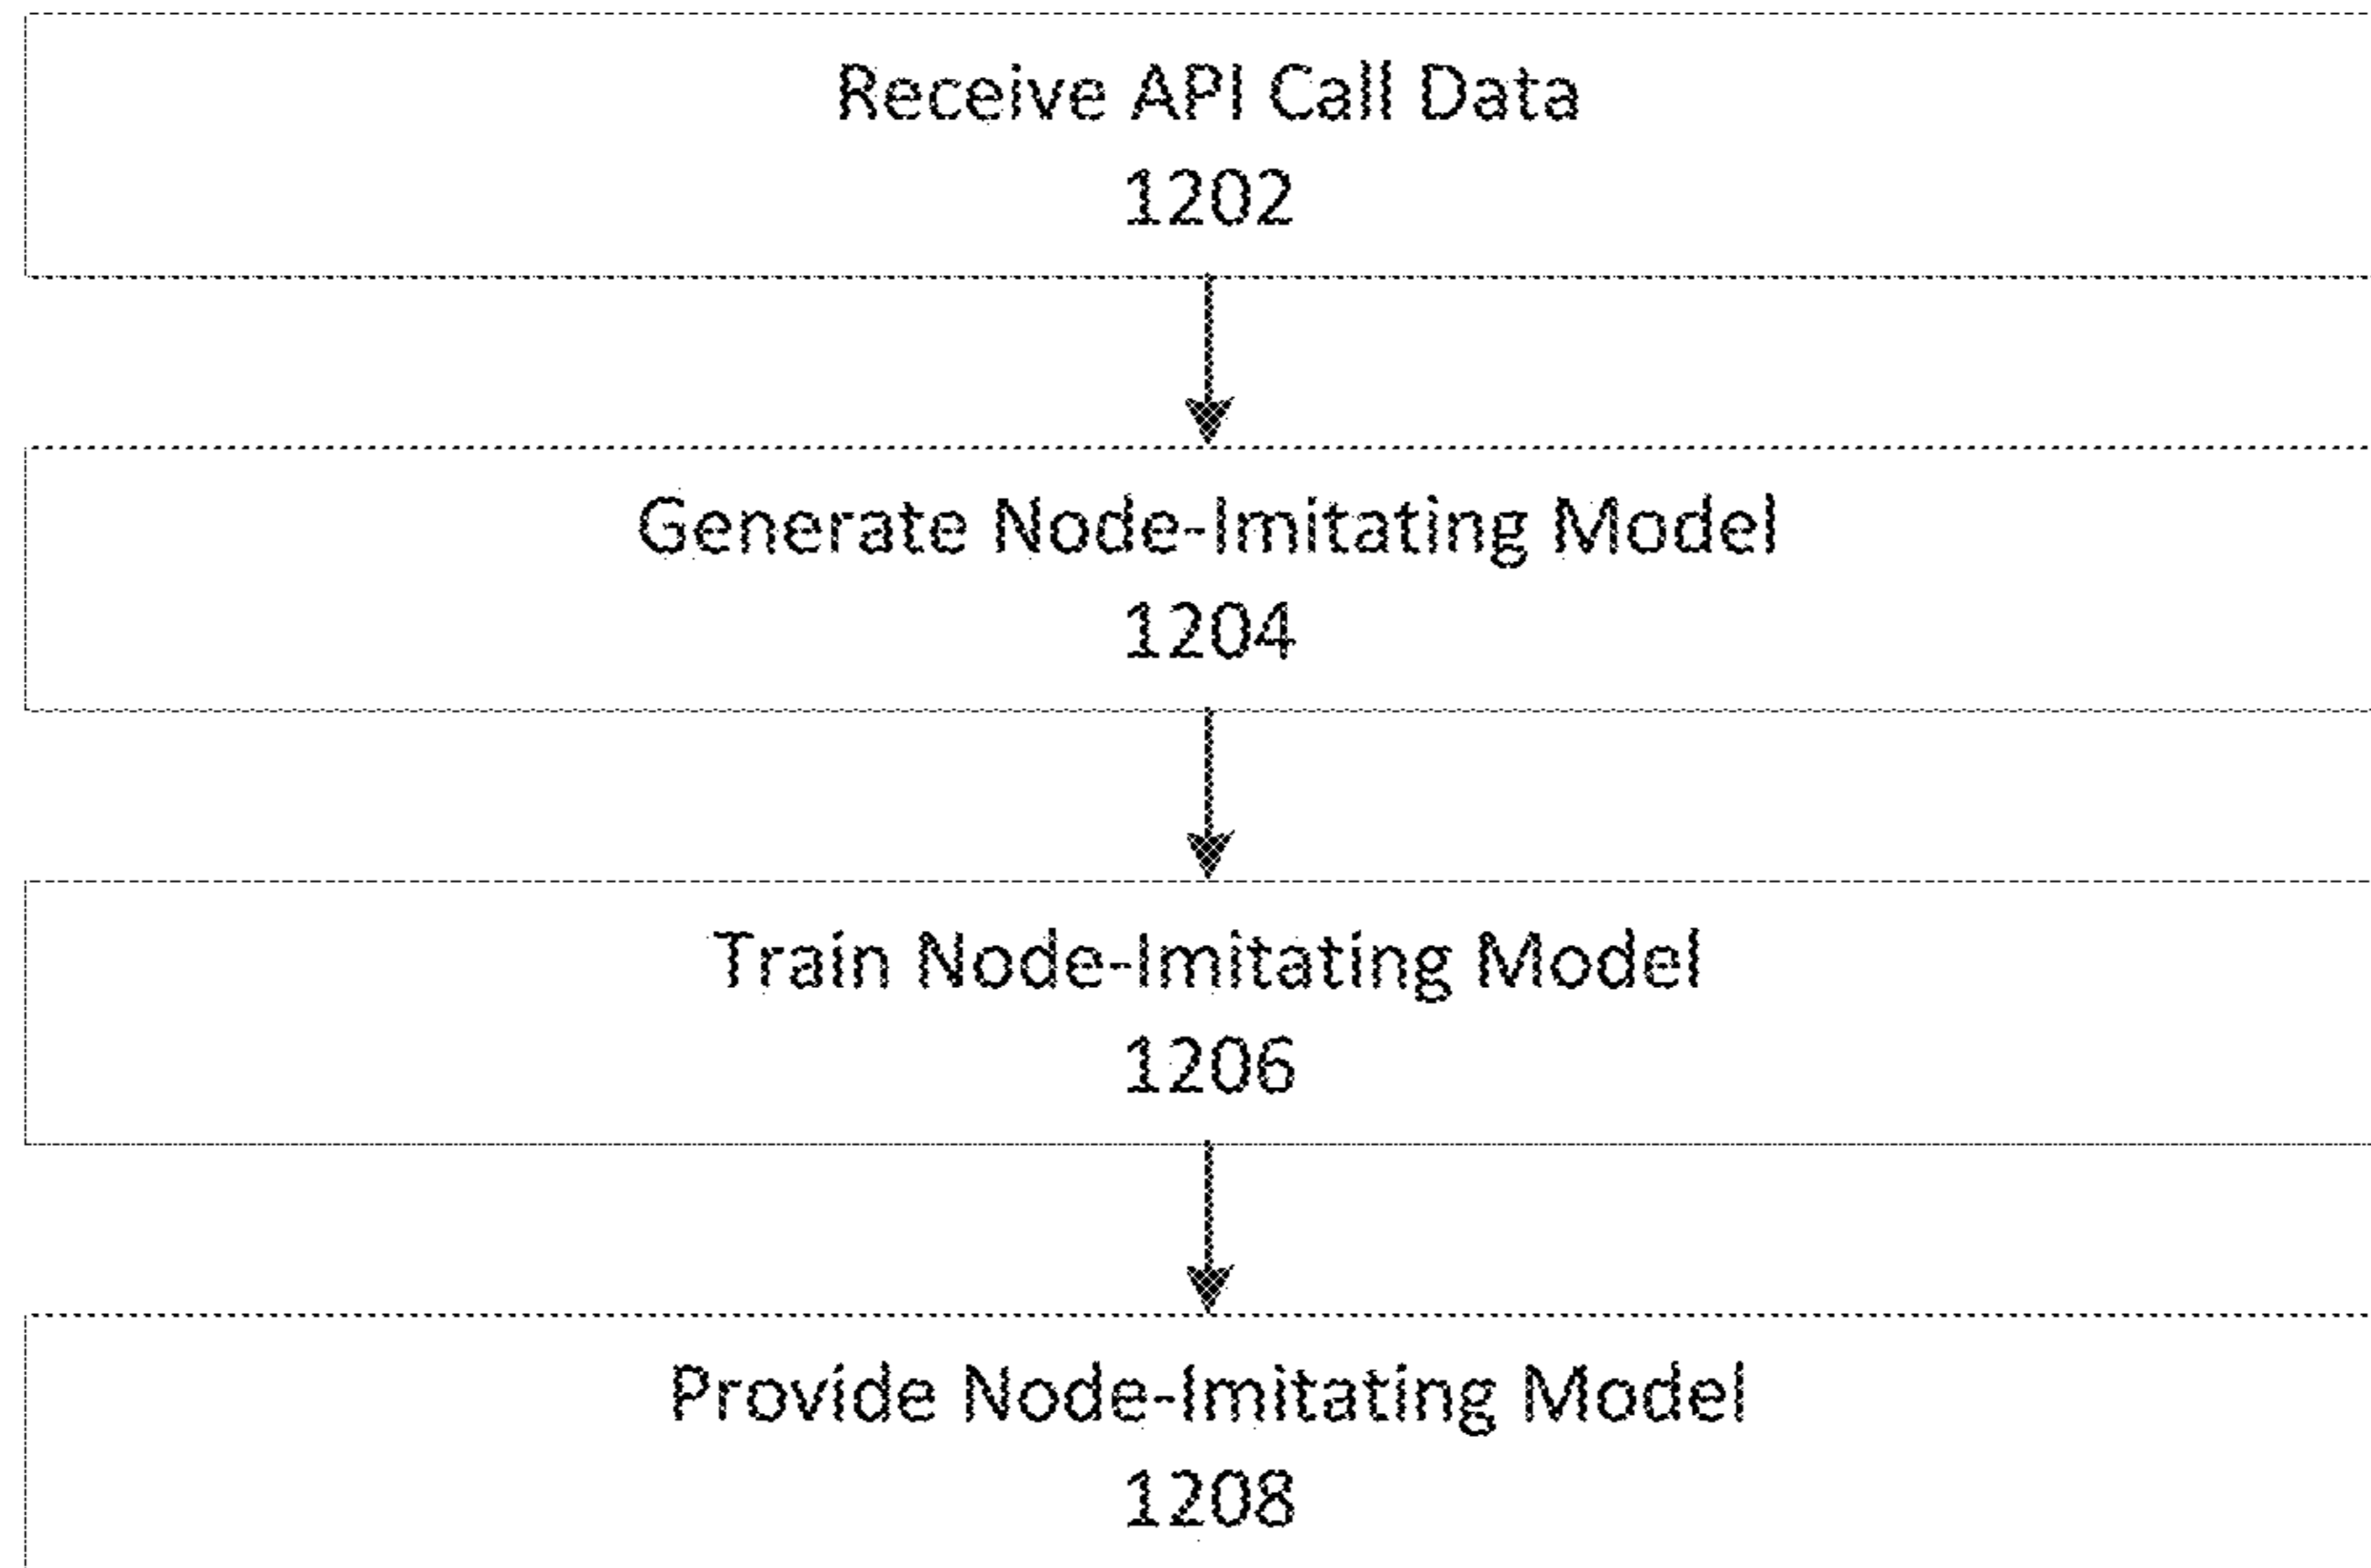 Receive API Call Data
1202
Generate Node-Imitating Model
1204
Train Node-Imitating Model
1206
Provide Node-Imitating Model
1208